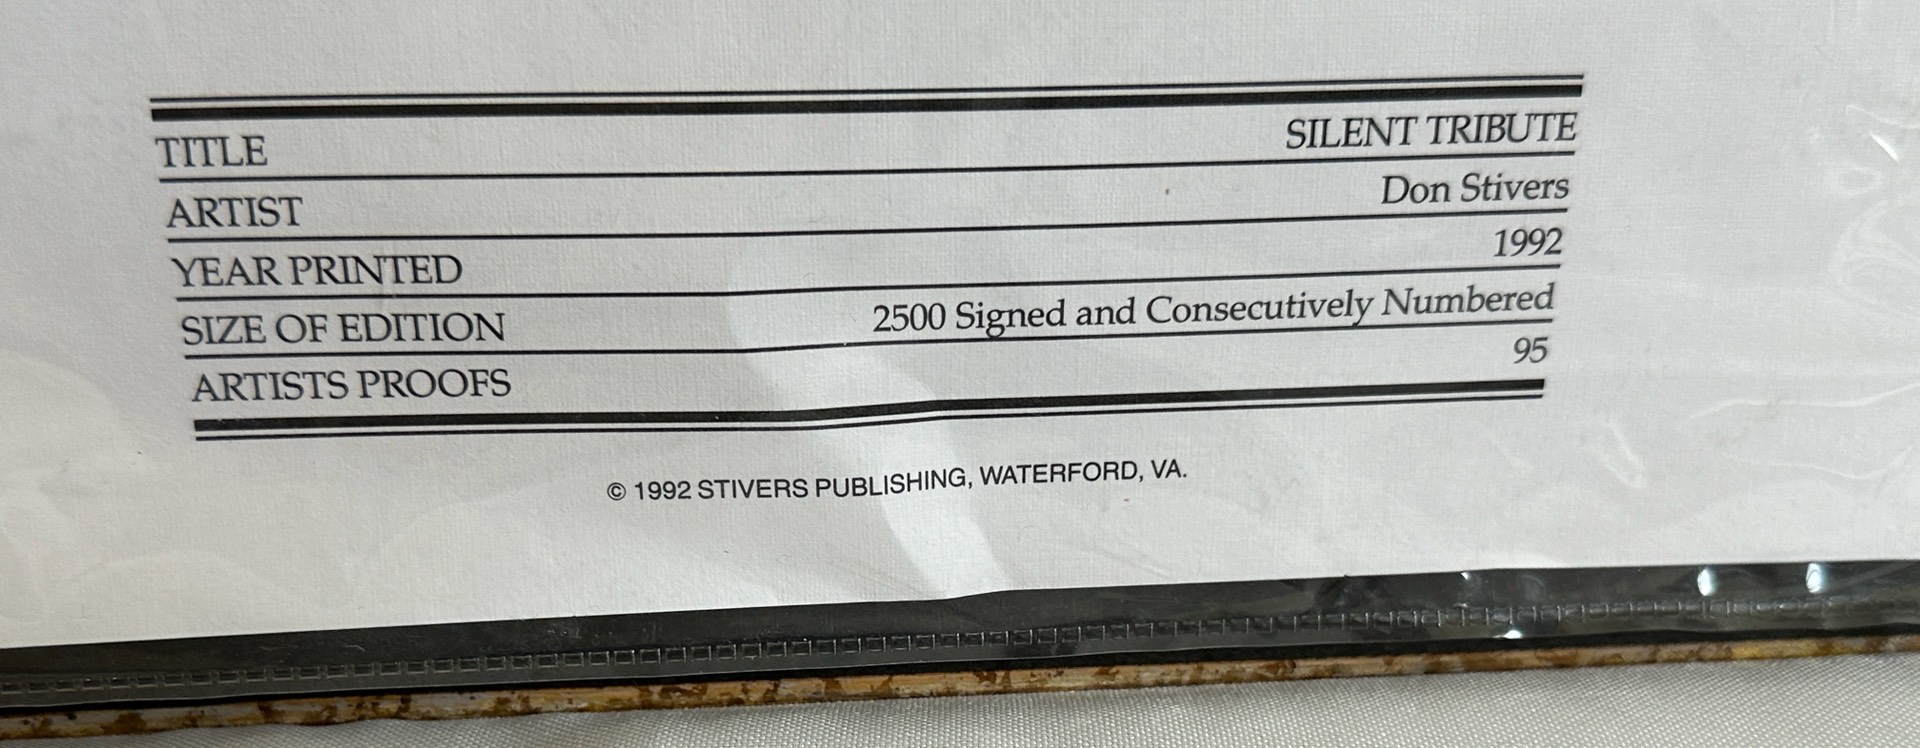 TITLE SILENT TRIBUTE
ARTIST Don Stivers
YEAR PRINTED 1992
SIZE OF EDITION 2500 Signed and Consecutively Numbered
ARTISTS PROOFS 95
© 1992 STIVERS PUBLISHING, WATERFORD, VA.